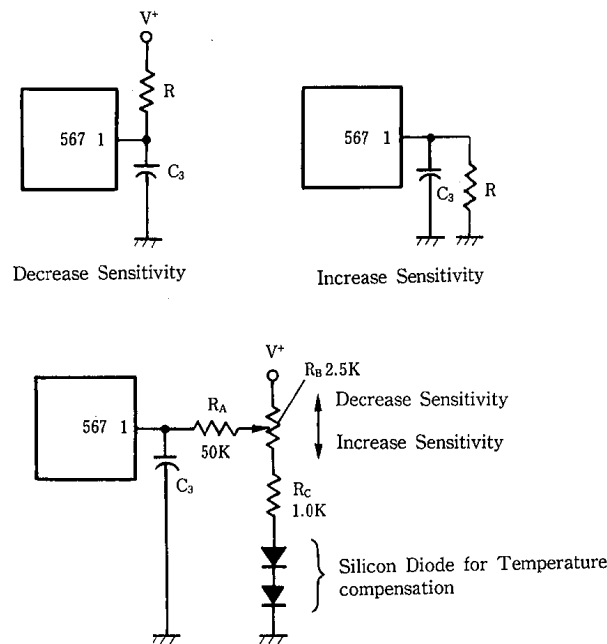 V⁺
R
567 1
C₃
Decrease Sensitivity
567 1
C₃
R
Increase Sensitivity
V⁺
R_B 2.5K
Decrease Sensitivity
Increase Sensitivity
567 1
R_A
50K
C₃
R_C
1.0K
Silicon Diode for Temperature
compensation